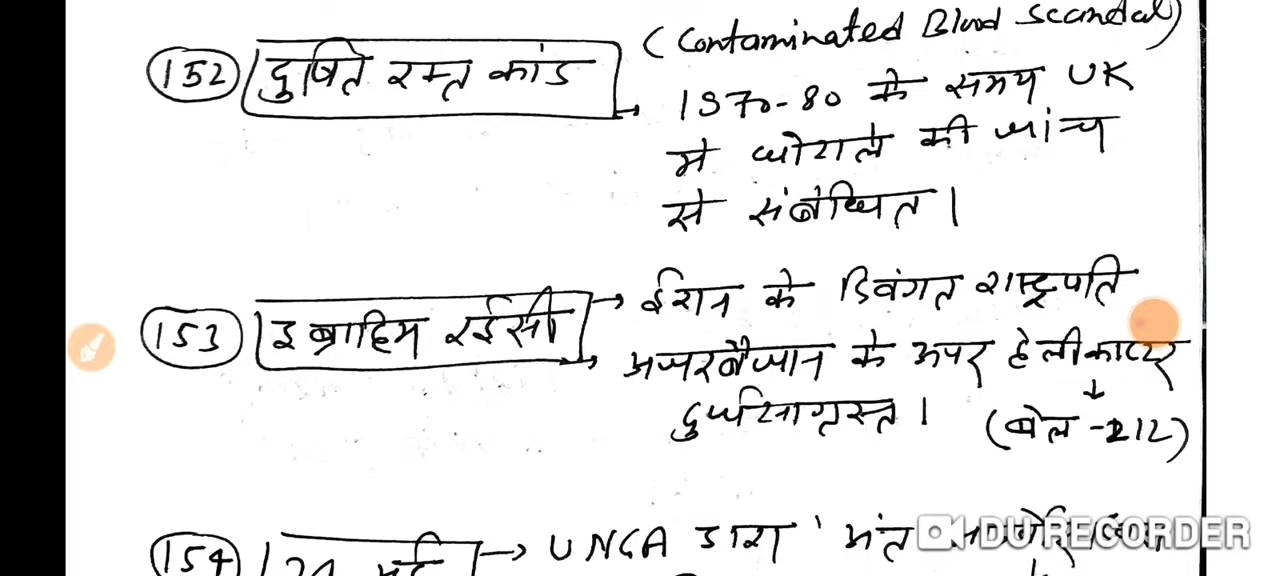 (Contaminated Blood Scandal)
152 दुषित रक्त कांड
→ 1970-80 के समय UK
मे घोटाले की जांच
से संबंधित।
153 इब्राहिम रईसी → ईरान के दिवंगत राष्ट्रपति
→ अजरबैजान के ऊपर हेलीकाप्टर
दुर्घटनाग्रस्त। (बेल-212)
154 → UNGA द्वारा '
DU RECORDER